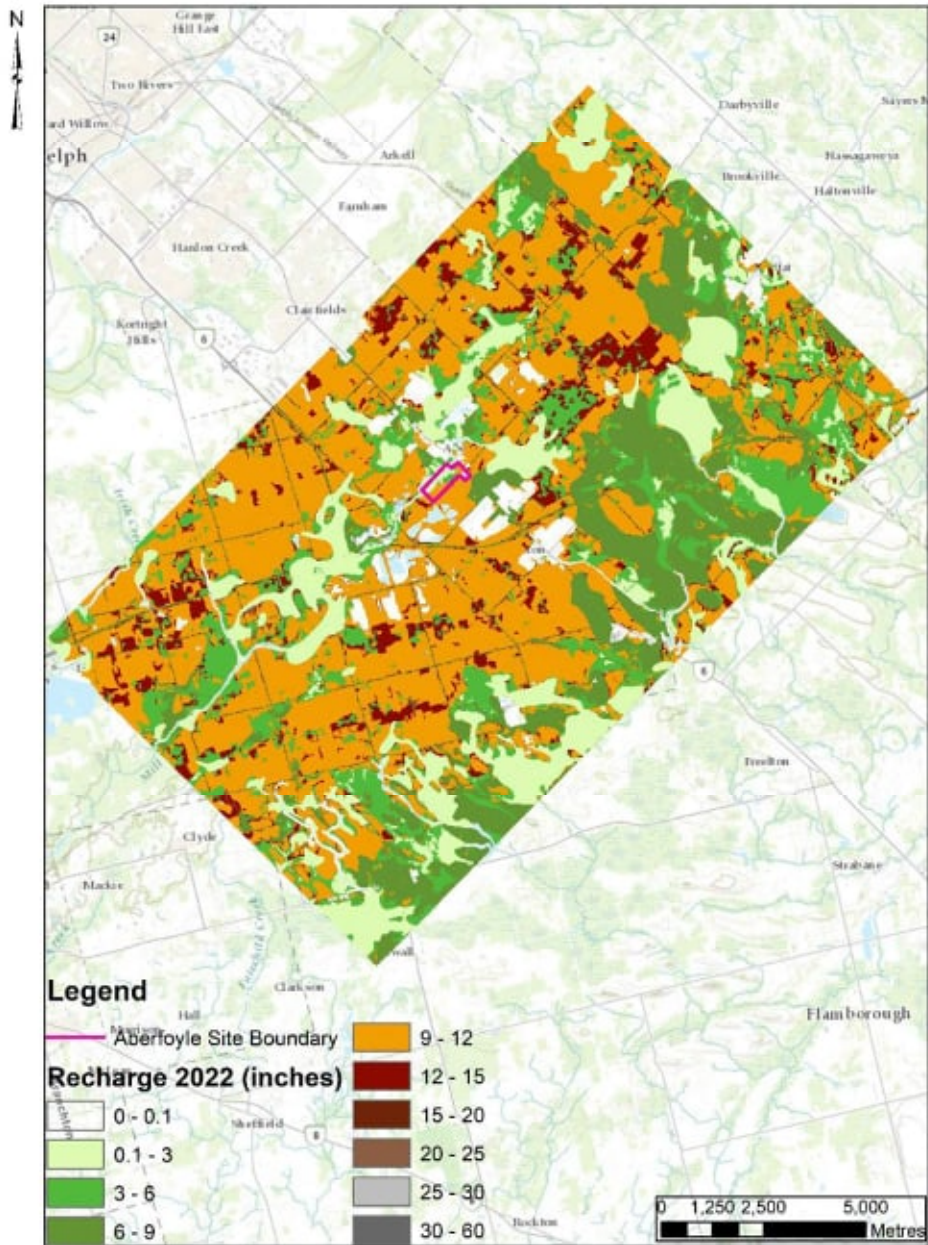 N
Grange
Hill East
24
Two Rivers
ard Willow
elph
Arkell
Farnham
Darbyville
Nassagaweya
Brookville
Haltonville
Hanlon Creek
Clairfields
Kortright
Hills
6
6
Freelton
Clyde
Strabane
Mackie
wall
Clarkson
Flamborough
Hall
Sheffield
8
Rockton
Legend
Aberfoyle Site Boundary
Recharge 2022 (inches)
0 - 0.1
0.1 - 3
3 - 6
6 - 9
9 - 12
12 - 15
15 - 20
20 - 25
25 - 30
30 - 60
0 1,250 2,500 5,000
Metres